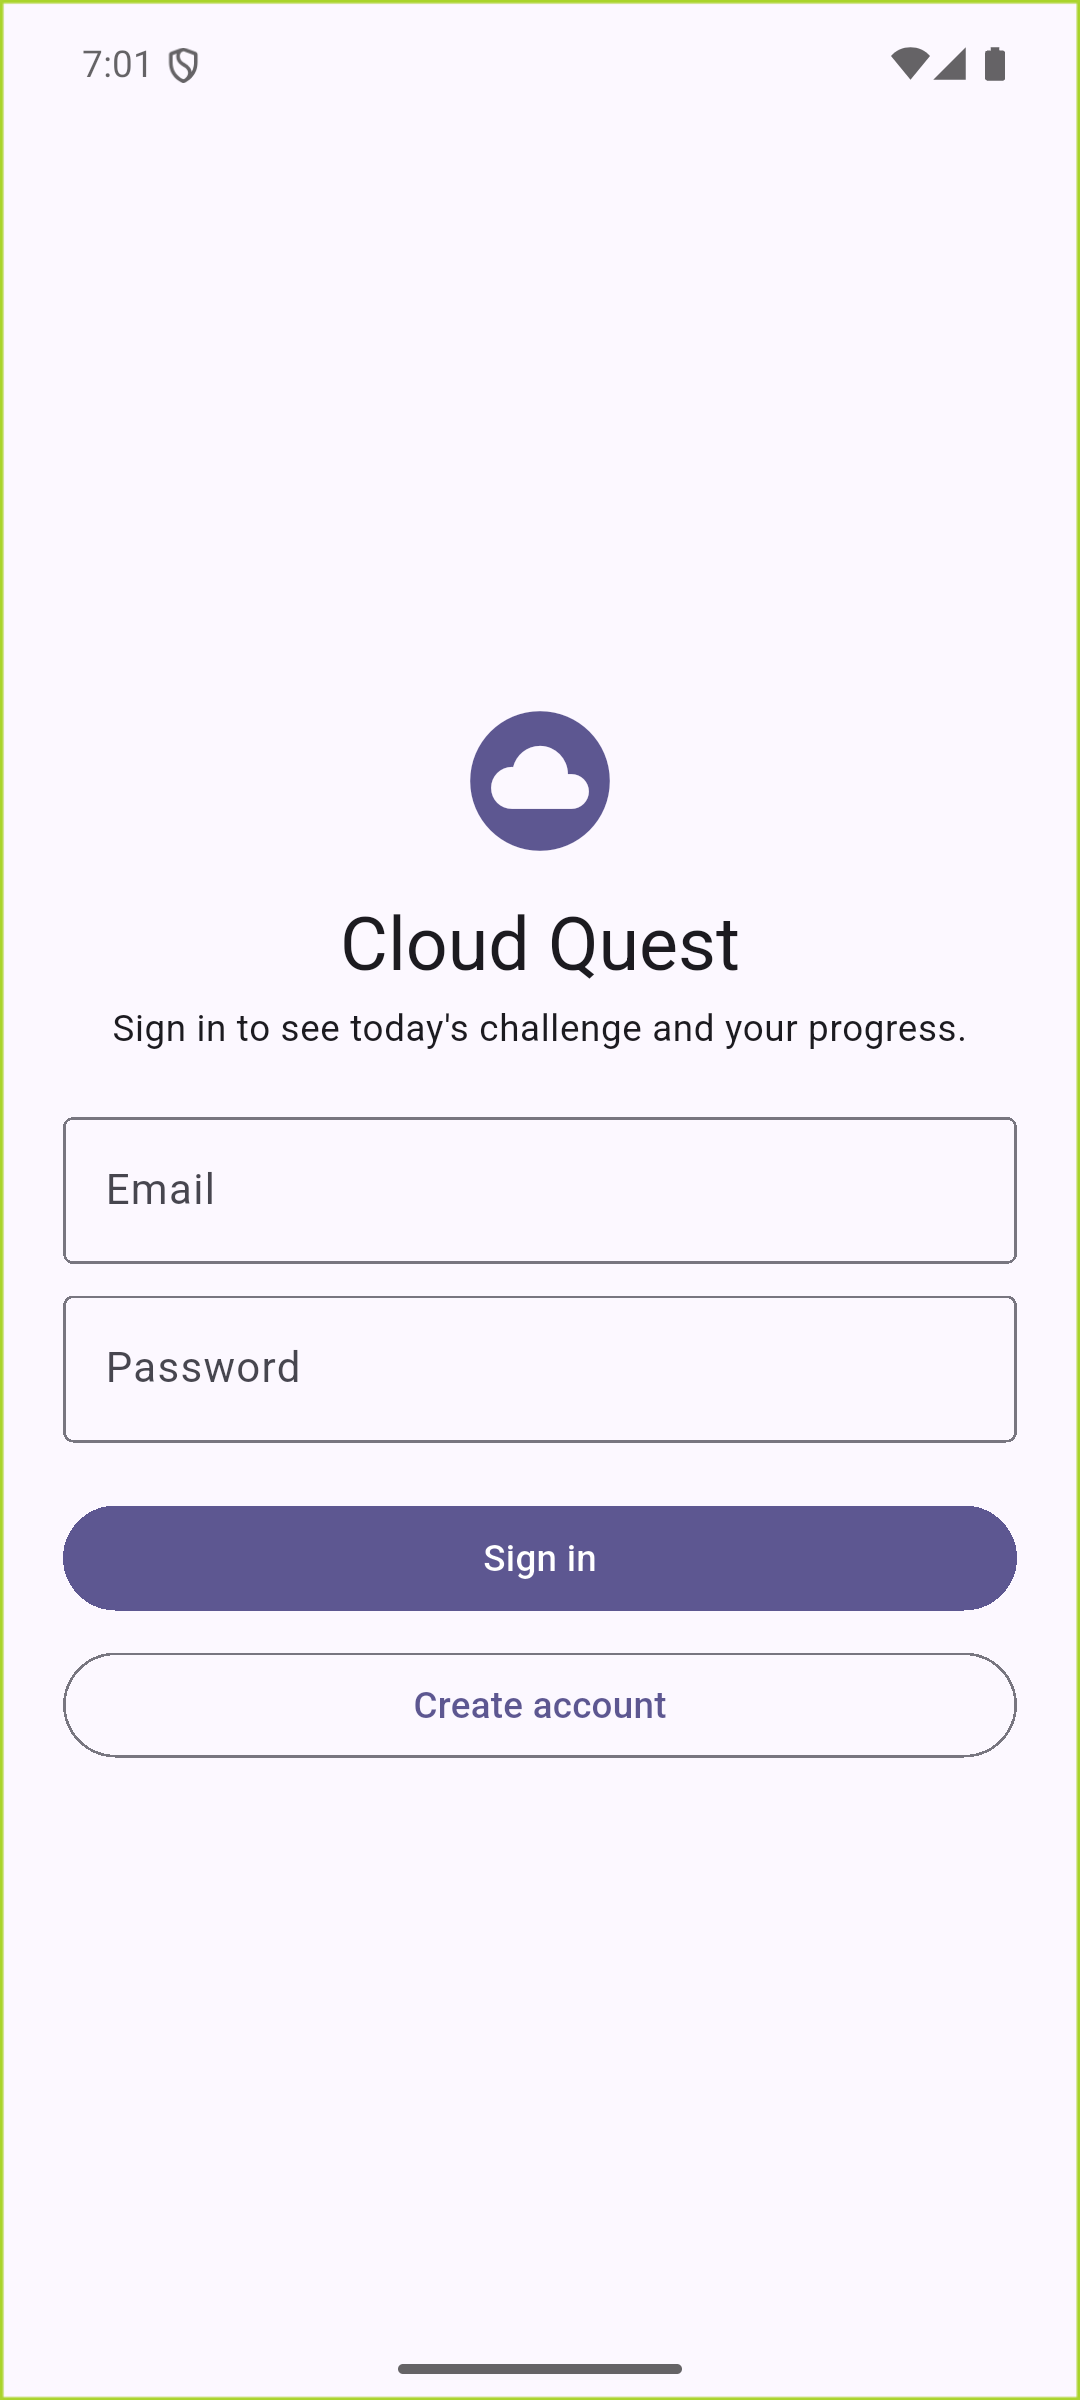 7:01
Cloud Quest
Sign in to see today's challenge and your progress.
Email
Password
Sign in
Create account